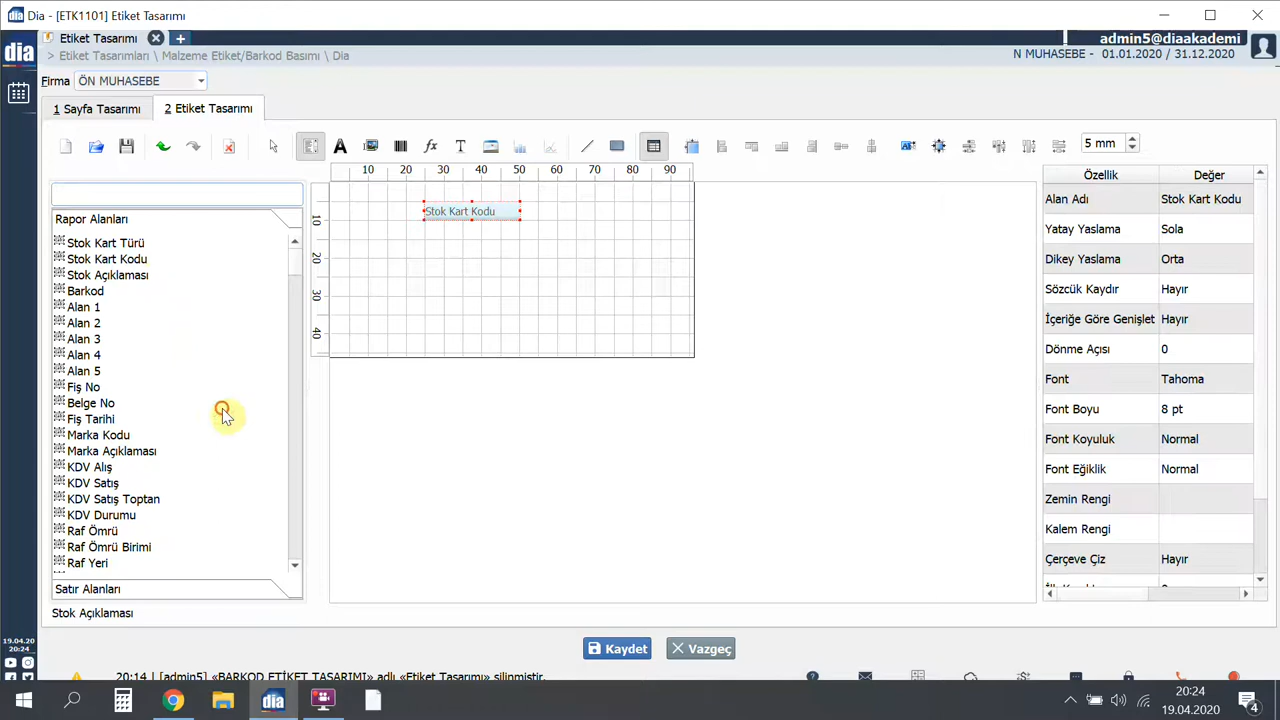 Dia - [ETK1101] Etiket Tasarımı
dia
Etiket Tasarımı
admin5@diaakademi
> Etiket Tasarımları \ Malzeme Etiket/Barkod Basımı \ Dia
N MUHASEBE - 01.01.2020 / 31.12.2020
Firma ÖN MUHASEBE
1 Sayfa Tasarımı
2 Etiket Tasarımı
5 mm
10 20 30 40 50 60 70 80 90
10
20
30
40
Stok Kart Kodu
Rapor Alanları
Stok Kart Türü
Stok Kart Kodu
Stok Açıklaması
Barkod
Alan 1
Alan 2
Alan 3
Alan 4
Alan 5
Fiş No
Belge No
Fiş Tarihi
Marka Kodu
Marka Açıklaması
KDV Alış
KDV Satış
KDV Satış Toptan
KDV Durumu
Raf Ömrü
Raf Ömrü Birimi
Raf Yeri
Satır Alanları
Stok Açıklaması
Özellik Değer
Alan Adı Stok Kart Kodu
Yatay Yaslama Sola
Dikey Yaslama Orta
Sözcük Kaydır Hayır
İçeriğe Göre Genişlet Hayır
Dönme Açısı 0
Font Tahoma
Font Boyu 8 pt
Font Koyuluk Normal
Font Eğiklik Normal
Zemin Rengi
Kalem Rengi
Çerçeve Çiz Hayır
Kaydet
Vazgeç
19.04.20
20:24
20:14 | [admin5] «BARKOD ETİKET TASARIMI» adlı «Etiket Tasarımı» silinmiştir.
dia
20:24
19.04.2020
4